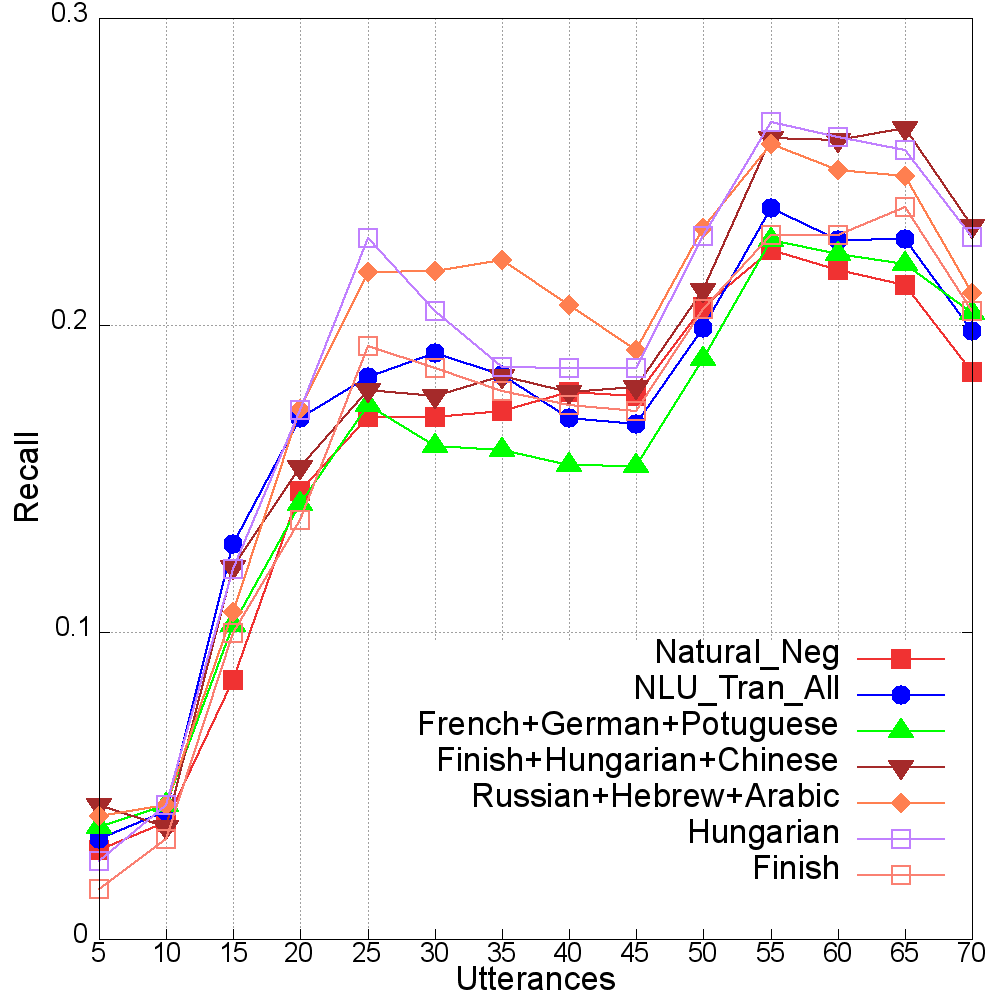 0.3
0.2
0.1
0
Recall
Natural_Neg
NLU_Tran_All
French+German+Potuguese
Finish+Hungarian+Chinese
Russian+Hebrew+Arabic
Hungarian
Finish
5 10 15 20 25 30 35 40 45 50 55 60 65 70
Utterances